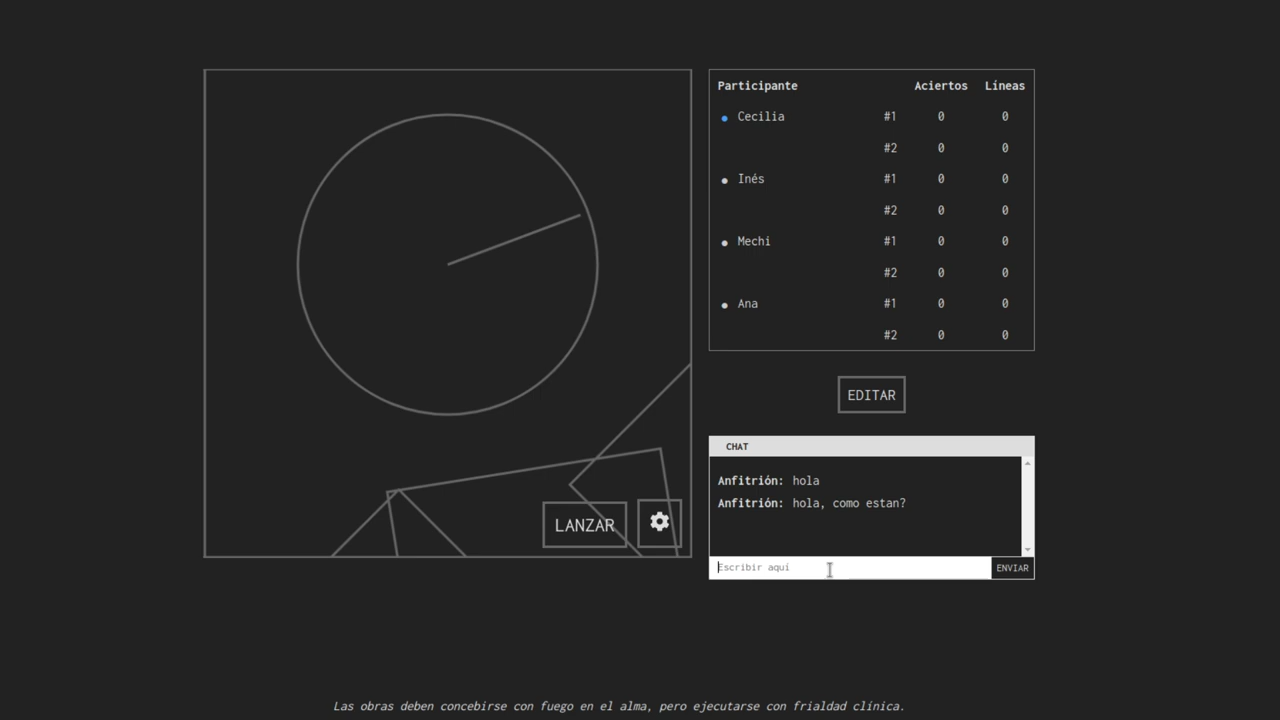 Participante Aciertos Líneas
Cecilia #1 0 0
#2 0 0
Inés #1 0 0
#2 0 0
Mechi #1 0 0
#2 0 0
Ana #1 0 0
#2 0 0
EDITAR
CHAT
Anfitrión: hola
Anfitrión: hola, como estan?
Escribir aquí
ENVIAR
LANZAR
Las obras deben concebirse con fuego en el alma, pero ejecutarse con frialdad clínica.